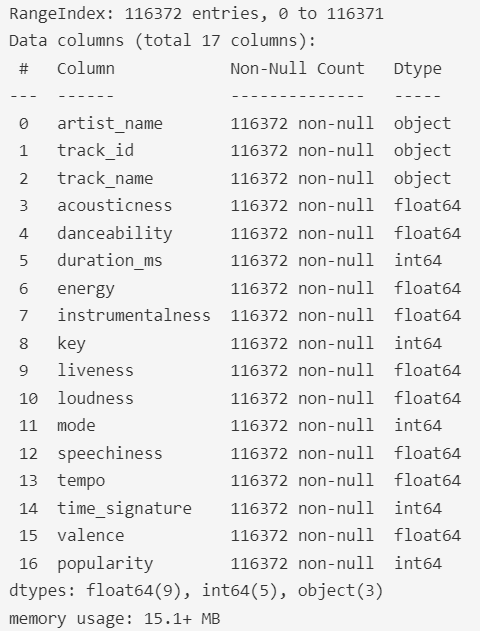 RangeIndex: 116372 entries, 0 to 116371
Data columns (total 17 columns):
 #   Column            Non-Null Count   Dtype
---  ------            --------------   -----
 0   artist_name       116372 non-null  object
 1   track_id          116372 non-null  object
 2   track_name        116372 non-null  object
 3   acousticness      116372 non-null  float64
 4   danceability      116372 non-null  float64
 5   duration_ms       116372 non-null  int64
 6   energy            116372 non-null  float64
 7   instrumentalness  116372 non-null  float64
 8   key               116372 non-null  int64
 9   liveness          116372 non-null  float64
 10  loudness          116372 non-null  float64
 11  mode              116372 non-null  int64
 12  speechiness       116372 non-null  float64
 13  tempo             116372 non-null  float64
 14  time_signature    116372 non-null  int64
 15  valence           116372 non-null  float64
 16  popularity        116372 non-null  int64
dtypes: float64(9), int64(5), object(3)
memory usage: 15.1+ MB